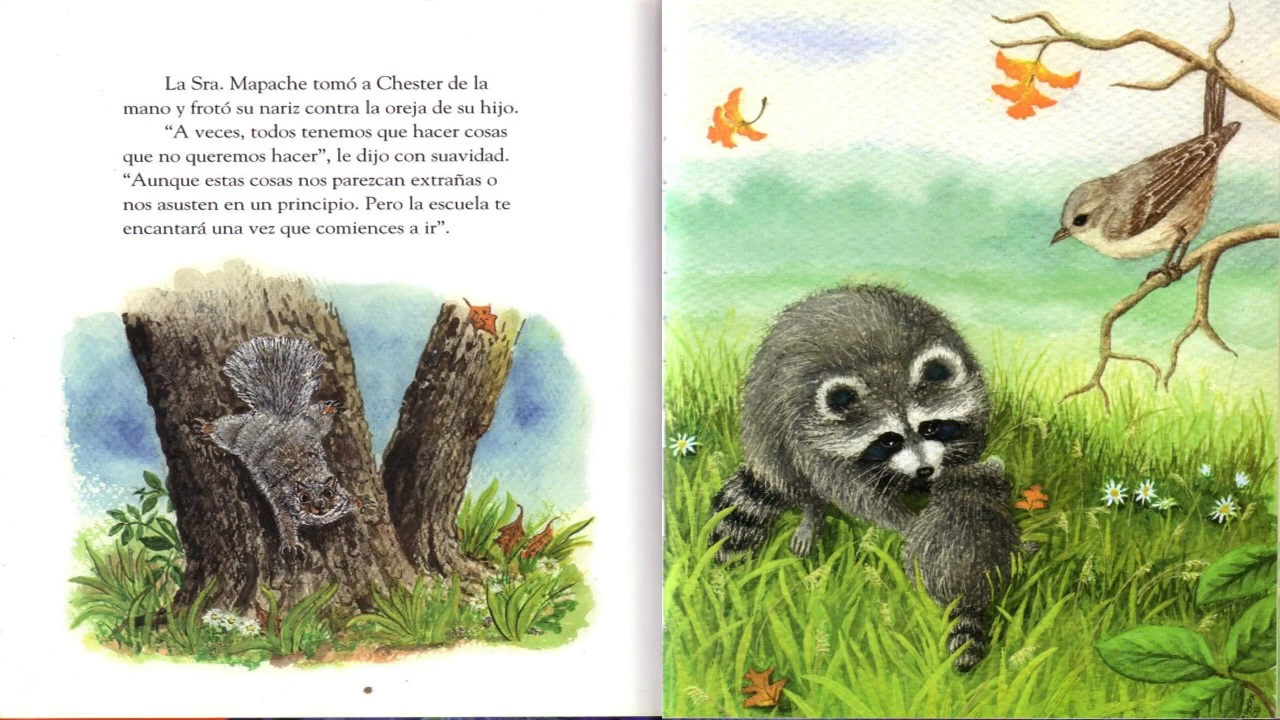 La Sra. Mapache tomó a Chester de la
mano y frotó su nariz contra la oreja de su hijo.
“A veces, todos tenemos que hacer cosas
que no queremos hacer”, le dijo con suavidad.
“Aunque estas cosas nos parezcan extrañas o
nos asusten en un principio. Pero la escuela te
encantará una vez que comiences a ir”.